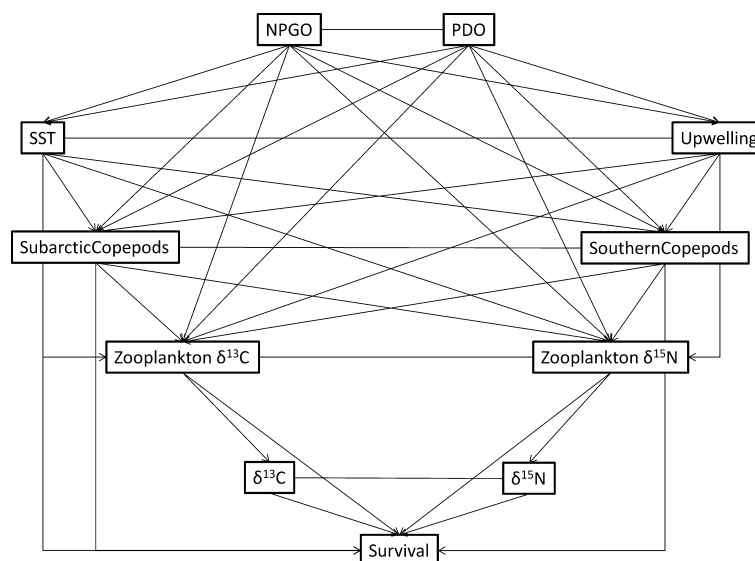 NPGO
PDO
SST
Upwelling
SubarcticCopepods
SouthernCopepods
Zooplankton δ¹³C
Zooplankton δ¹⁵N
δ¹³C
δ¹⁵N
Survival